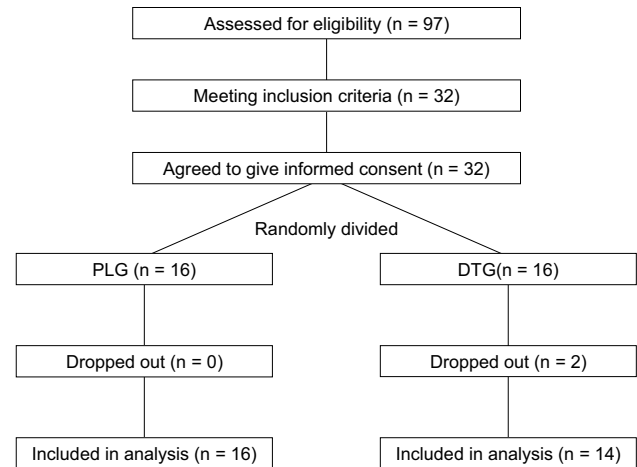 Assessed for eligibility (n = 97)
Meeting inclusion criteria (n = 32)
Agreed to give informed consent (n = 32)
Randomly divided
PLG (n = 16)
DTG(n = 16)
Dropped out (n = 0)
Dropped out (n = 2)
Included in analysis (n = 16)
Included in analysis (n = 14)